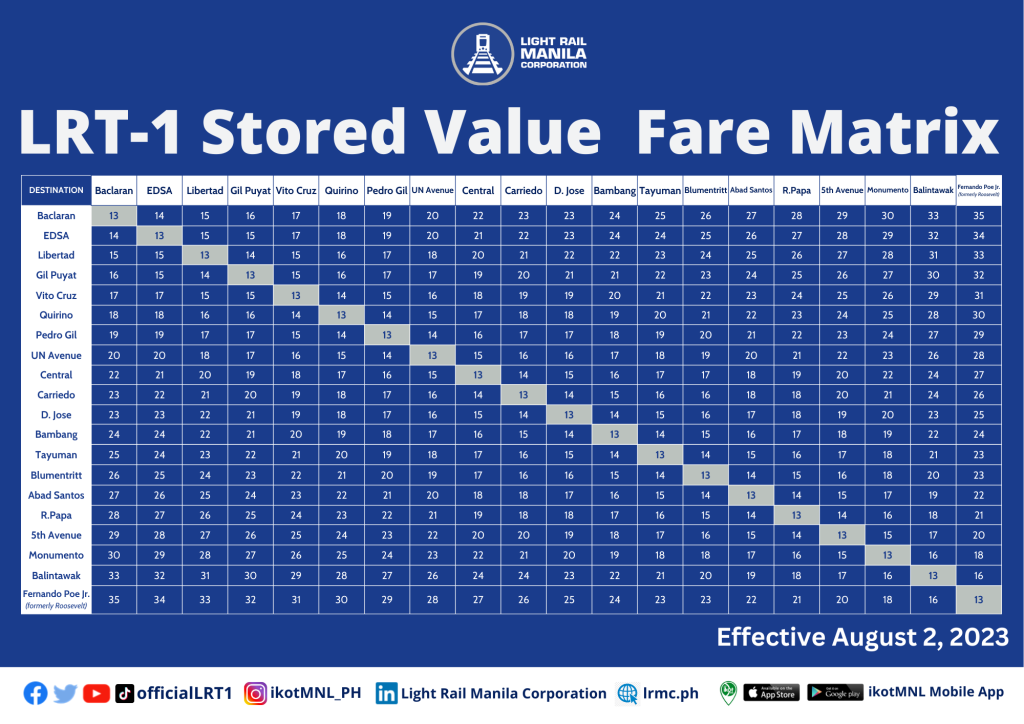 LIGHT RAIL
MANILA
CORPORATION
LRT-1 Stored Value Fare Matrix
DESTINATION Baclaran EDSA Libertad Gil Puyat Vito Cruz Quirino Pedro Gil UN Avenue Central Carriedo D. Jose Bambang Tayuman Blumentritt Abad Santos R.Papa 5th Avenue Monumento Balintawak Fernando Poe Jr. (formerly Roosevelt)
Baclaran 13 14 15 16 17 18 19 20 22 23 23 24 25 26 27 28 29 30 33 35
EDSA 14 13 15 15 17 18 19 20 21 22 23 24 24 25 26 27 28 29 32 34
Libertad 15 15 13 14 15 16 17 18 20 21 22 22 23 24 25 26 27 28 31 33
Gil Puyat 16 15 14 13 15 16 17 17 19 20 21 21 22 23 24 25 26 27 30 32
Vito Cruz 17 17 15 15 13 14 15 16 18 19 19 20 21 22 23 24 25 26 29 31
Quirino 18 18 16 16 14 13 14 15 17 18 18 19 20 21 22 23 24 25 28 30
Pedro Gil 19 19 17 17 15 14 13 14 16 17 17 18 19 20 21 22 23 24 27 29
UN Avenue 20 20 18 17 16 15 14 13 15 16 16 17 18 19 20 21 22 23 26 28
Central 22 21 20 19 18 17 16 15 13 14 15 16 17 17 18 19 20 22 24 27
Carriedo 23 22 21 20 19 18 17 16 14 13 14 15 16 16 18 18 20 21 24 26
D. Jose 23 23 22 21 19 18 17 16 15 14 13 14 15 16 17 18 19 20 23 25
Bambang 24 24 22 21 20 19 18 17 16 15 14 13 14 15 16 17 18 19 22 24
Tayuman 25 24 23 22 21 20 19 18 17 16 15 14 13 14 15 16 17 18 21 23
Blumentritt 26 25 24 23 22 21 20 19 17 16 16 15 14 13 14 15 16 18 20 23
Abad Santos 27 26 25 24 23 22 21 20 18 18 17 16 15 14 13 14 15 17 19 22
R.Papa 28 27 26 25 24 23 22 21 19 18 18 17 16 15 14 13 14 16 18 21
5th Avenue 29 28 27 26 25 24 23 22 20 20 19 18 17 16 15 14 13 15 17 20
Monumento 30 29 28 27 26 25 24 23 22 21 20 19 18 18 17 16 15 13 16 18
Balintawak 33 32 31 30 29 28 27 26 24 24 23 22 21 20 19 18 17 16 13 16
Fernando Poe Jr. (formerly Roosevelt) 35 34 33 32 31 30 29 28 27 26 25 24 23 23 22 21 20 18 16 13
Effective August 2, 2023
officialLRT1 ikotMNL_PH Light Rail Manila Corporation lrmc.ph Available on the App Store Google play ikotMNL Mobile App